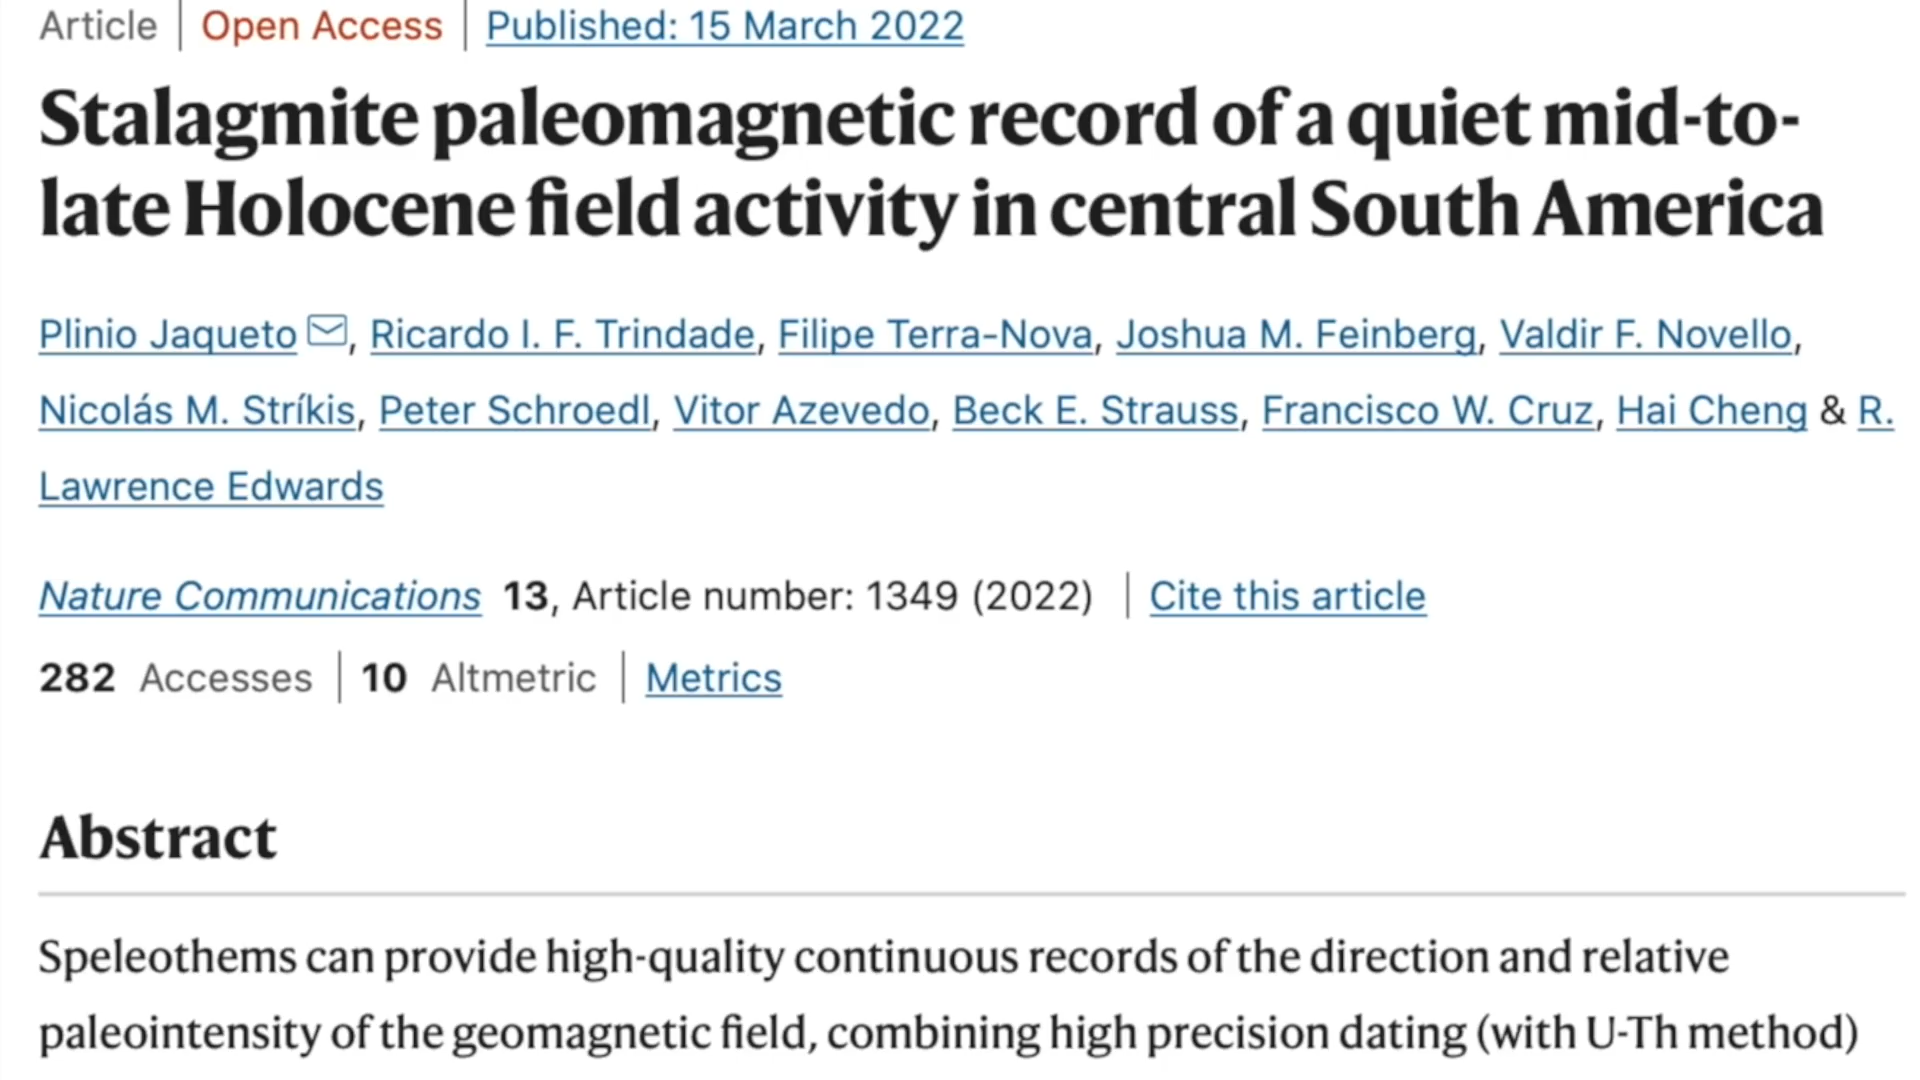 Article | Open Access | Published: 15 March 2022
Stalagmite paleomagnetic record of a quiet mid-to-
late Holocene field activity in central South America
Plinio Jaqueto, Ricardo I. F. Trindade, Filipe Terra-Nova, Joshua M. Feinberg, Valdir F. Novello,
Nicolás M. Stríkis, Peter Schroedl, Vitor Azevedo, Beck E. Strauss, Francisco W. Cruz, Hai Cheng & R.
Lawrence Edwards
Nature Communications 13, Article number: 1349 (2022) | Cite this article
282 Accesses | 10 Altmetric | Metrics
Abstract
Speleothems can provide high-quality continuous records of the direction and relative
paleointensity of the geomagnetic field, combining high precision dating (with U-Th method)